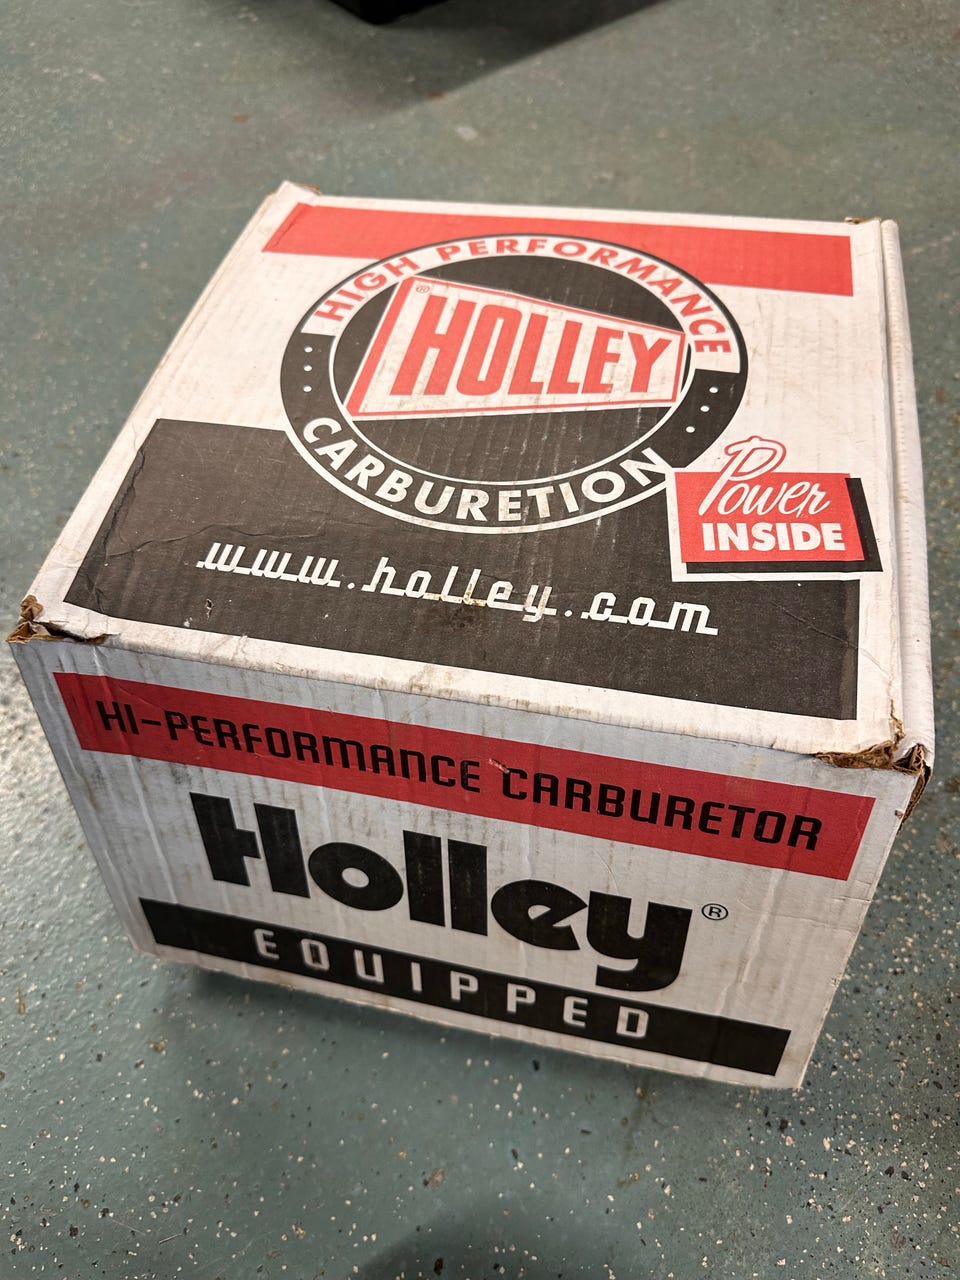 HIGH PERFORMANCE
HOLLEY®
CARBURETION
Power
INSIDE
www.holley.com
HI-PERFORMANCE CARBURETOR
Holley®
EQUIPPED